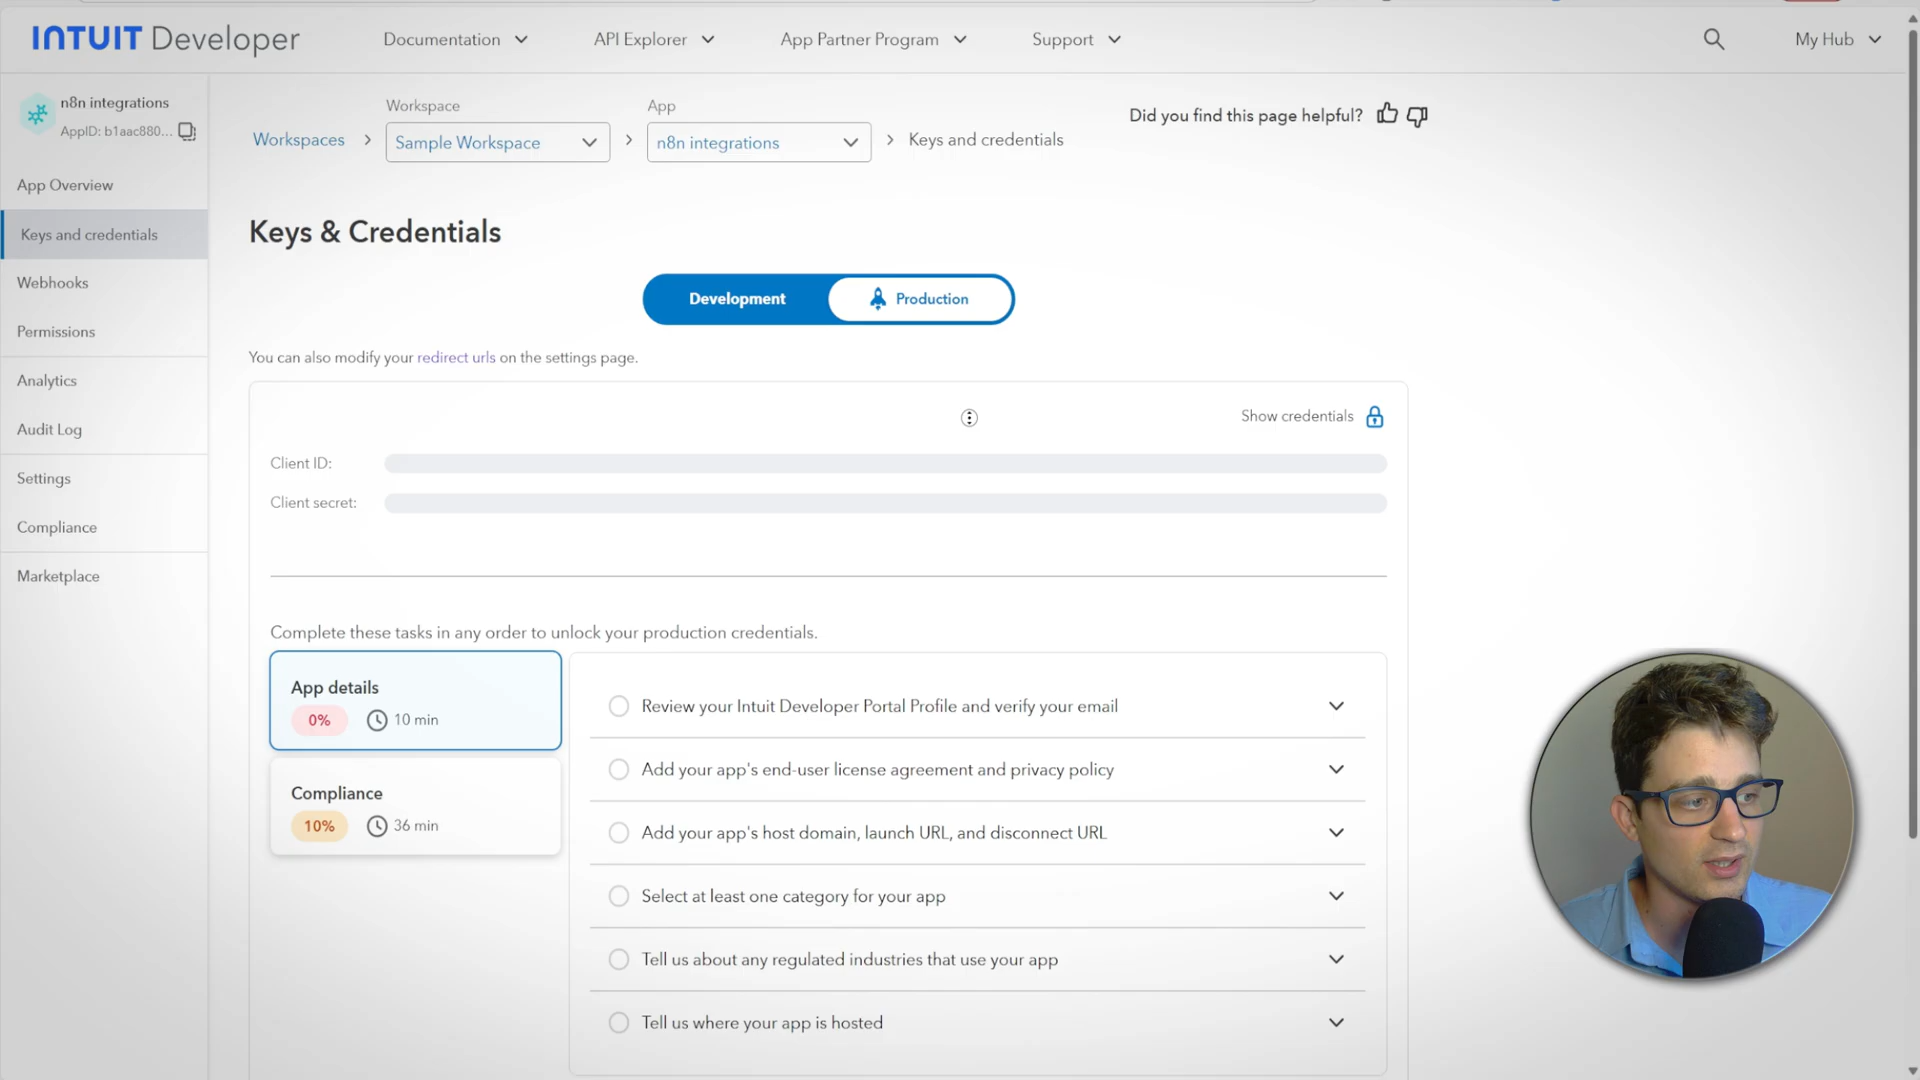 INTUIT Developer
Documentation
API Explorer
App Partner Program
Support
My Hub
n8n integrations
AppID: b1aac880...
App Overview
Keys and credentials
Webhooks
Permissions
Analytics
Audit Log
Settings
Compliance
Marketplace
Workspace
App
Workspaces > Sample Workspace > n8n integrations > Keys and credentials
Did you find this page helpful?
Keys & Credentials
Development
Production
You can also modify your redirect urls on the settings page.
Show credentials
Client ID:
Client secret:
Complete these tasks in any order to unlock your production credentials.
App details
0% 10 min
Compliance
10% 36 min
Review your Intuit Developer Portal Profile and verify your email
Add your app's end-user license agreement and privacy policy
Add your app's host domain, launch URL, and disconnect URL
Select at least one category for your app
Tell us about any regulated industries that use your app
Tell us where your app is hosted